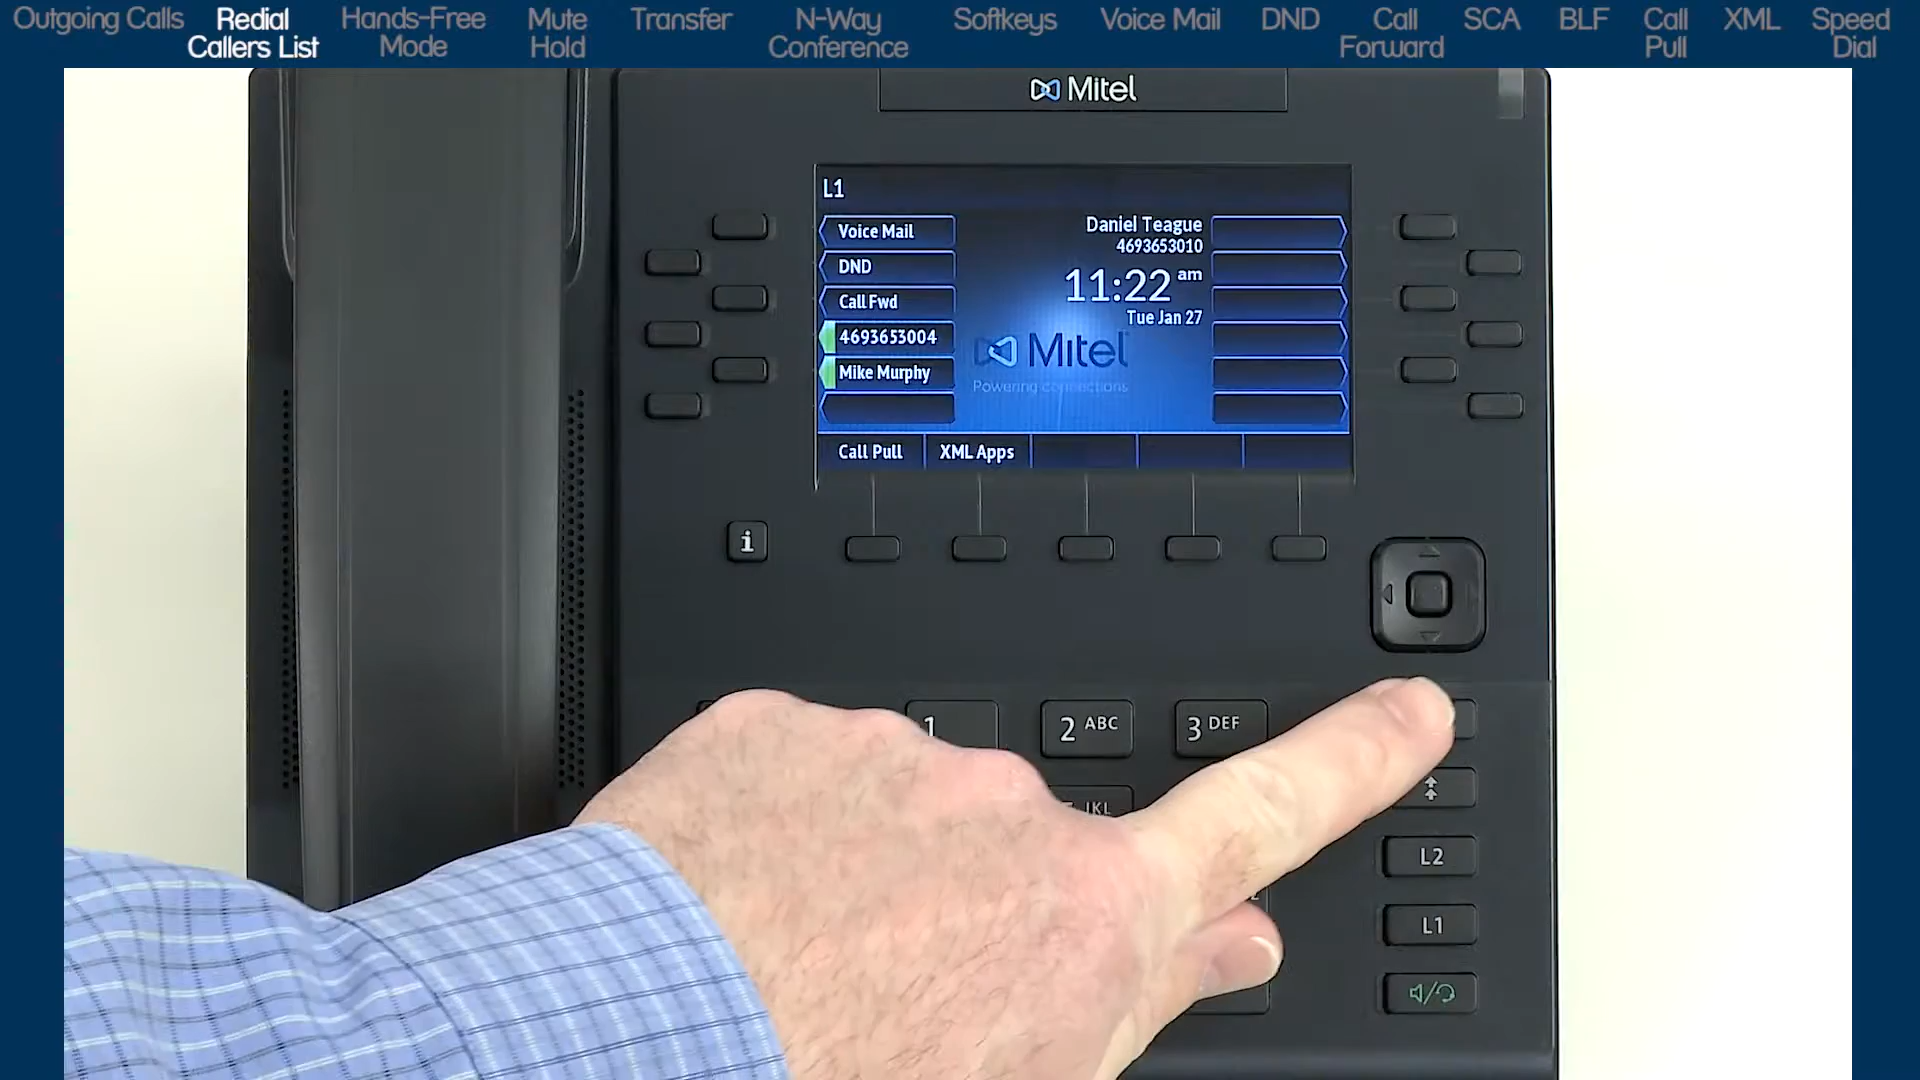 Outgoing Calls
Redial
Callers List
Hands-Free
Mode
Mute
Hold
Transfer
N-Way
Conference
Softkeys
Voice Mail
DND
Call
Forward
SCA
BLF
Call
Pull
XML
Speed
Dial
Mitel
L1
Voice Mail
DND
Call Fwd
4693653004
Mike Murphy
Daniel Teague
4693653010
11:22 am
Tue Jan 27
Mitel
Powering connections
Call Pull
XML Apps
i
1
2 ABC
3 DEF
JKL
L2
L1